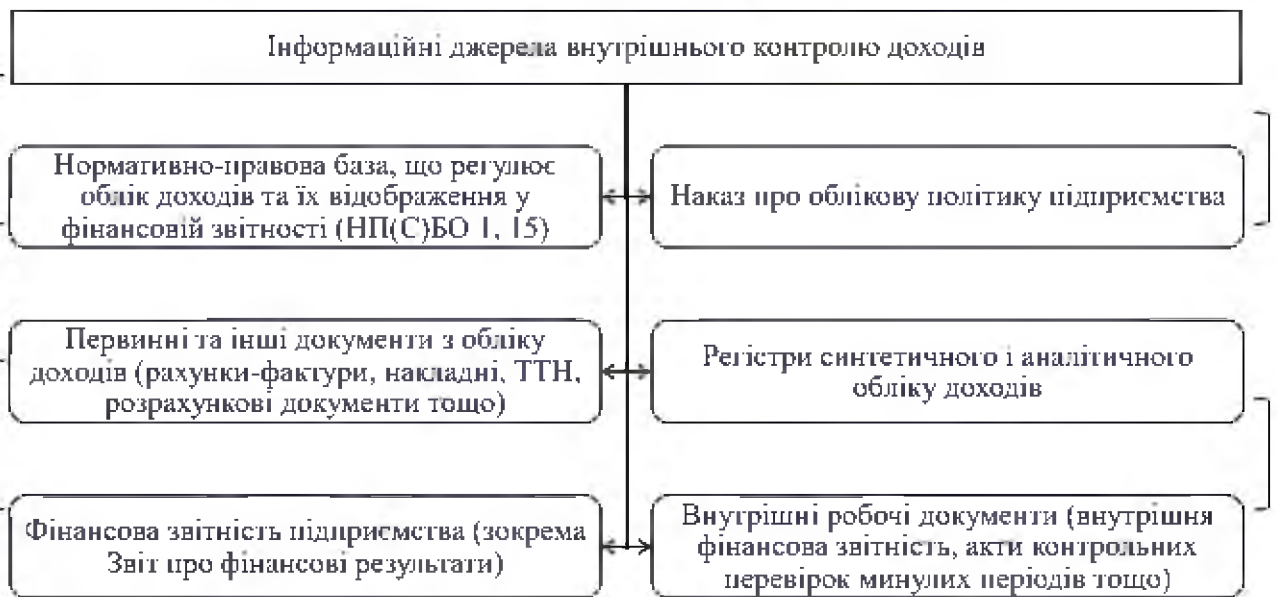 Інформаційні джерела внутрішнього контролю доходів
Нормативно-правова база, що регулює
облік доходів та їх відображення у
фінансовій звітності (НП(С)БО 1, 15)
Наказ про облікову політику підприємства
Первинні та інші документи з обліку
доходів (рахунки-фактури, накладні, ТТН,
розрахункові документи тощо)
Регістри синтетичного і аналітичного
обліку доходів
Фінансова звітність підприємства (зокрема
Звіт про фінансові результати)
Внутрішні робочі документи (внутрішня
фінансова звітність, акти контрольних
перевірок минулих періодів тощо)